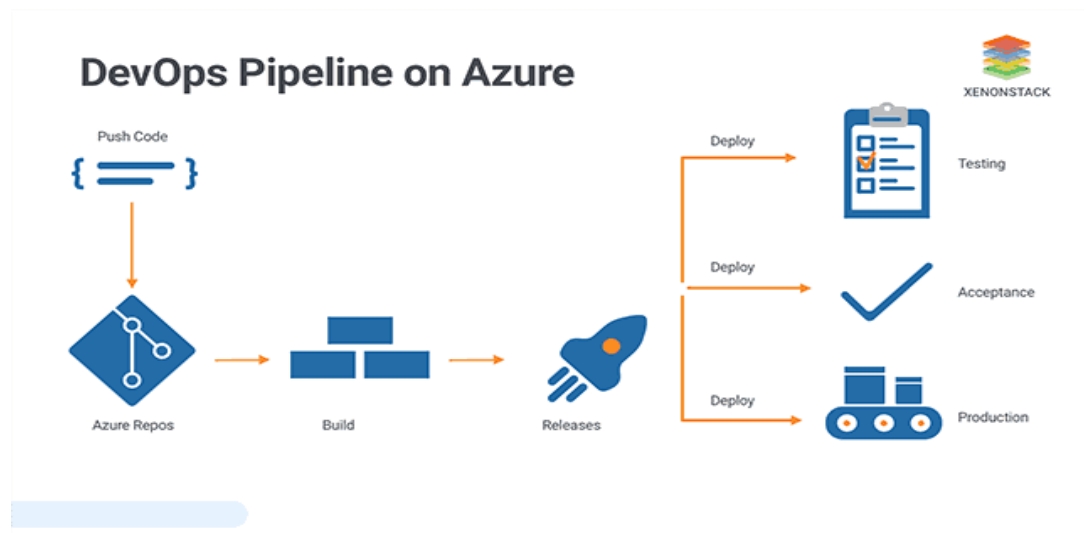 DevOps Pipeline on Azure
XENONSTACK
Push Code
Deploy
Testing
Deploy
Acceptance
Azure Repos
Build
Releases
Deploy
Production